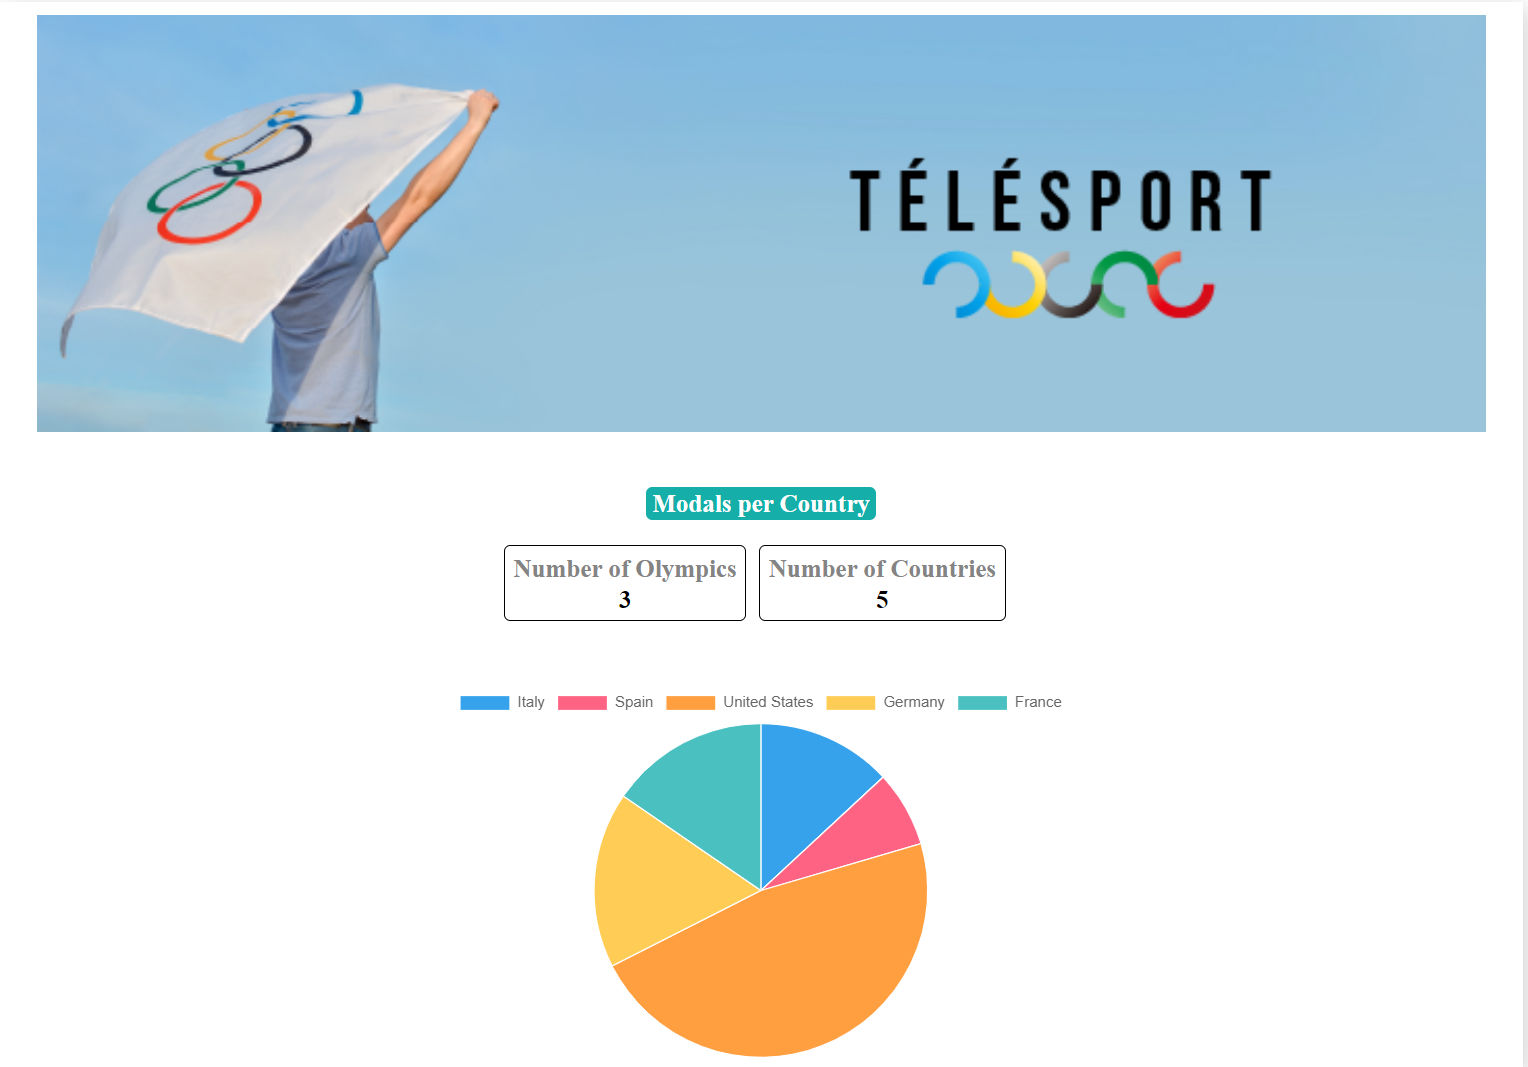 TÉLÉSPORT
Modals per Country
Number of Olympics
3
Number of Countries
5
Italy
Spain
United States
Germany
France